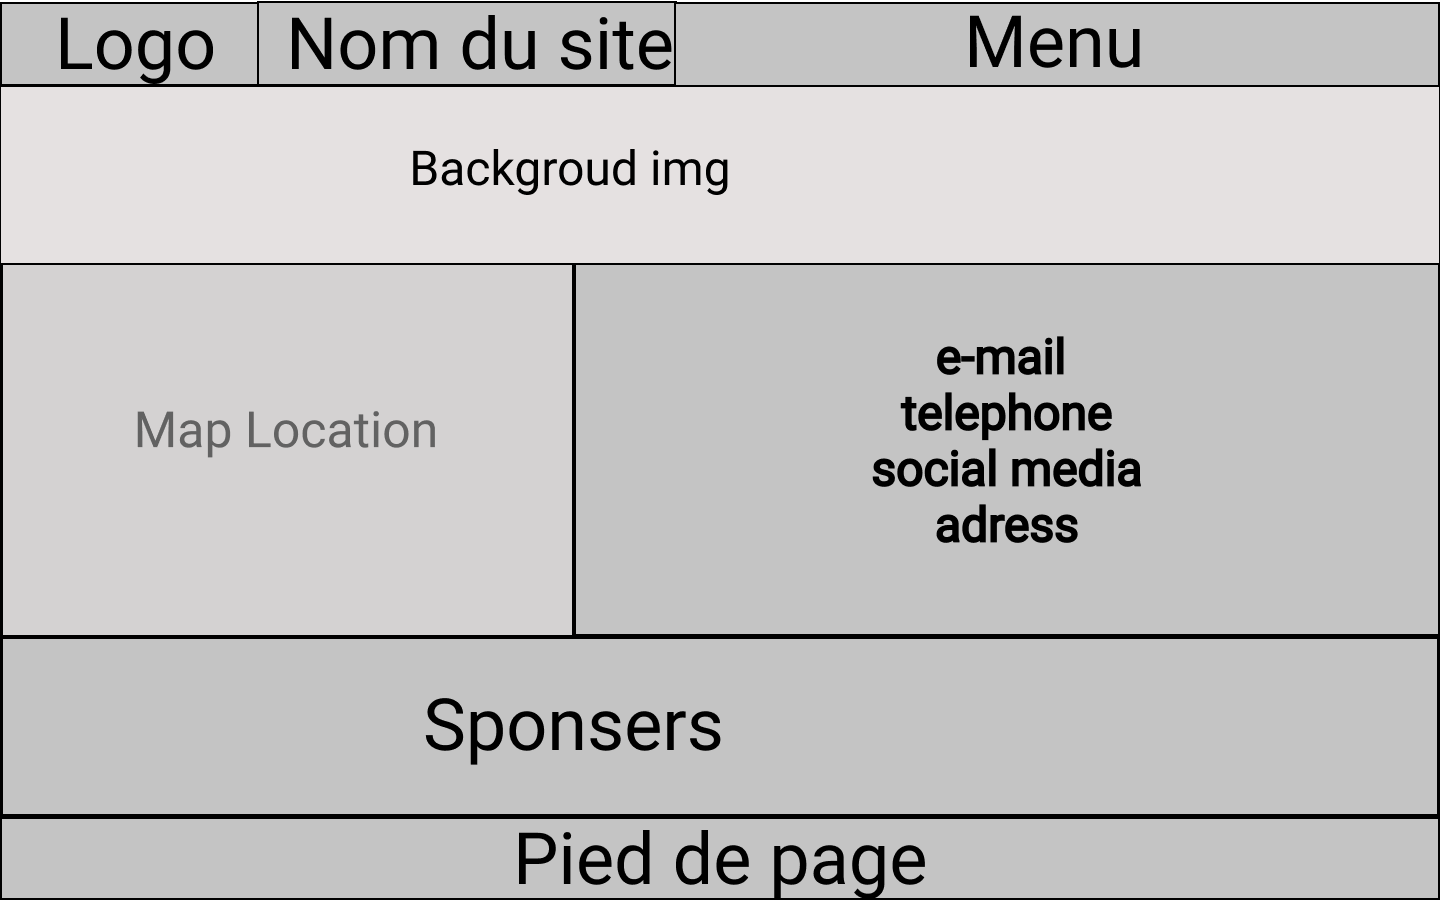 Logo
Nom du site
Menu
Backgroud img
Map Location
e-mail
telephone
social media
adress
Sponsers
Pied de page